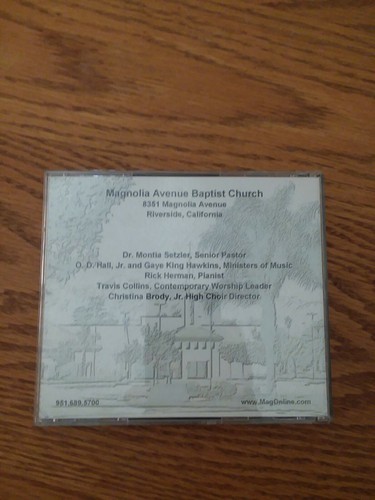 Magnolia Avenue Baptist Church
8351 Magnolia Avenue
Riverside, California
Dr. Montia Setzler, Senior Pastor
O. D. Hall, Jr. and Gaye King Hawkins, Ministers of Music
Rick Herman, Pianist
Travis Collins, Contemporary Worship Leader
Christina Brody, Jr. High Choir Director
951.689.5700
www.MagOnline.com